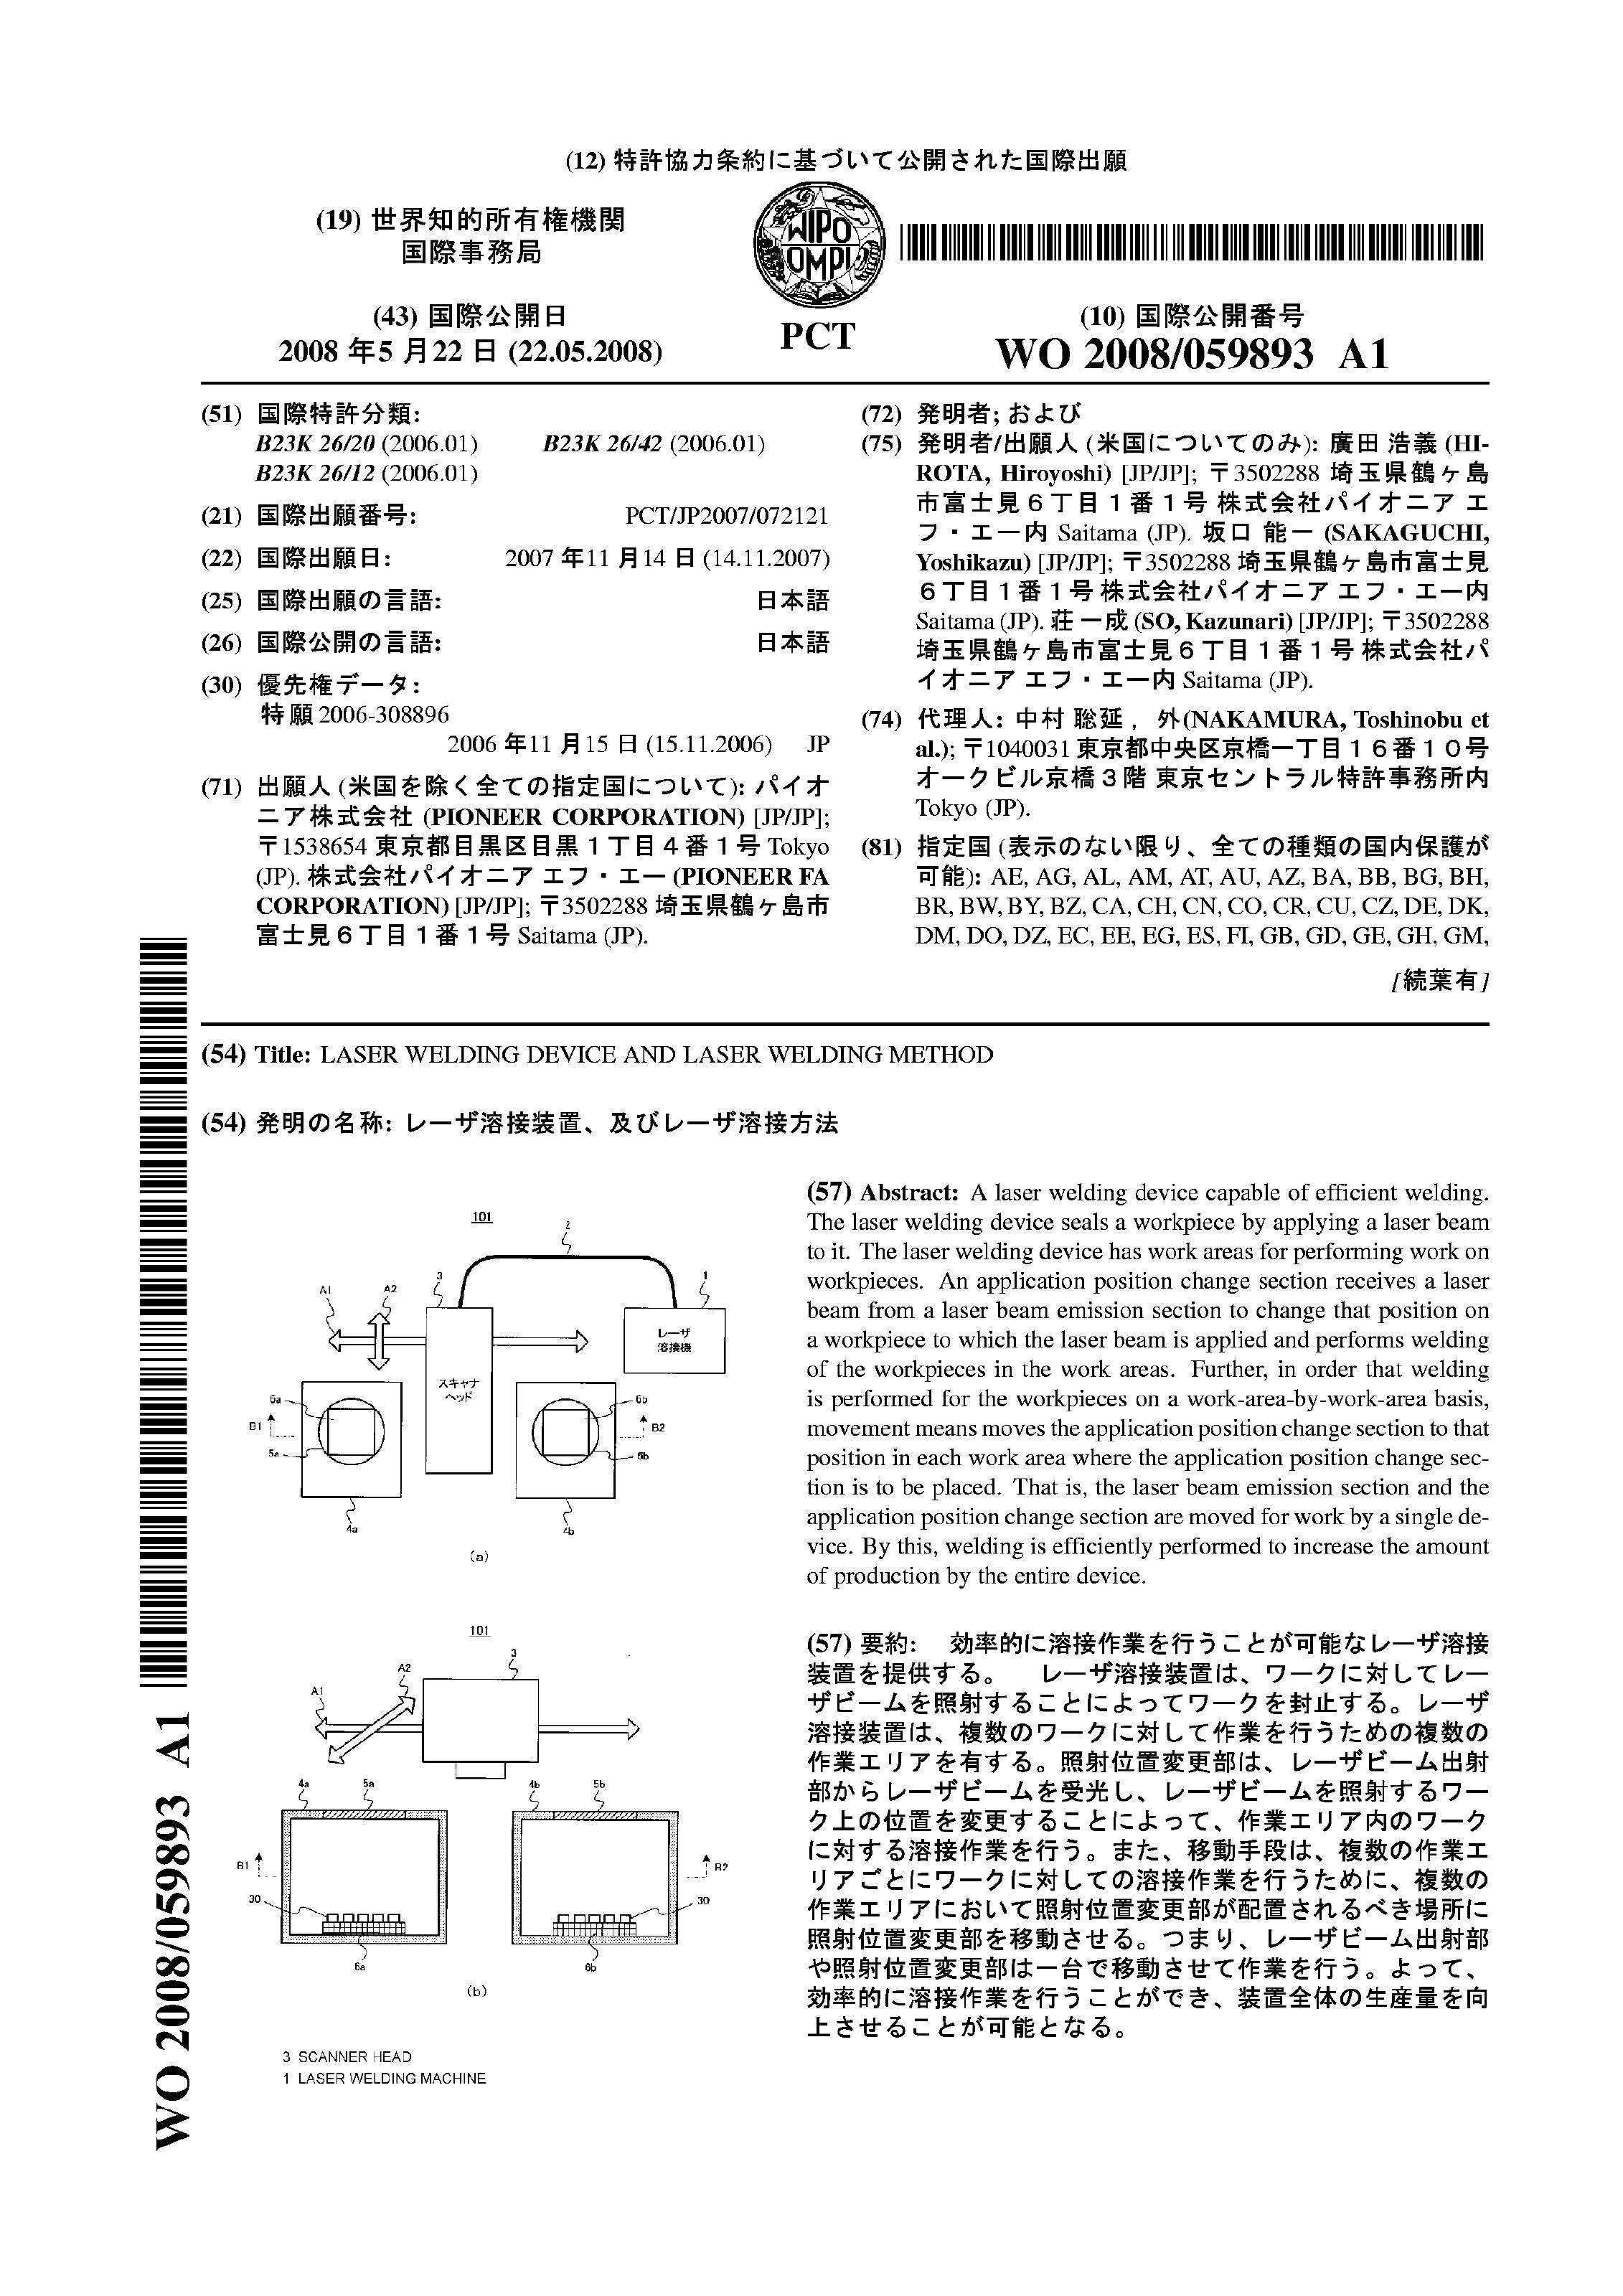 (12) 特許協力条約に基づいて公開された国際出願
(19) 世界知的所有権機関
国際事務局
WIPO
OMPI
PCT
(43) 国際公開日
2008 年5 月22 日 (22.05.2008)
(10) 国際公開番号
WO 2008/059893 A1
(51) 国際特許分類:
B23K 26/20 (2006.01) B23K 26/42 (2006.01)
B23K 26/12 (2006.01)
(21) 国際出願番号: PCT/JP2007/072121
(22) 国際出願日: 2007 年11 月14 日 (14.11.2007)
(25) 国際出願の言語: 日本語
(26) 国際公開の言語: 日本語
(30) 優先権データ:
特願2006-308896
2006 年11 月15 日 (15.11.2006) JP
(71) 出願人 (米国を除く全ての指定国について): パイオ
ニア株式会社 (PIONEER CORPORATION) [JP/JP];
〒1538654 東京都目黒区目黒1丁目4番1号 Tokyo
(JP). 株式会社パイオニア エフ・エー (PIONEER FA
CORPORATION) [JP/JP]; 〒3502288 埼玉県鶴ヶ島市
富士見6丁目1番1号 Saitama (JP).
(72) 発明者; および
(75) 発明者/出願人 (米国についてのみ): 廣田 浩義 (HI-
ROTA, Hiroyoshi) [JP/JP]; 〒3502288 埼玉県鶴ヶ島
市富士見6丁目1番1号 株式会社パイオニア エ
フ・エー内 Saitama (JP). 坂口 能一 (SAKAGUCHI,
Yoshikazu) [JP/JP]; 〒3502288 埼玉県鶴ヶ島市富士見
6丁目1番1号 株式会社パイオニア エフ・エー内
Saitama (JP). 荘 一成 (SO, Kazunari) [JP/JP]; 〒3502288
埼玉県鶴ヶ島市富士見6丁目1番1号 株式会社パ
イオニア エフ・エー内 Saitama (JP).
(74) 代理人: 中村 聡延, 外(NAKAMURA, Toshinobu et
al.); 〒1040031 東京都中央区京橋一丁目16番10号
オークビル京橋3階 東京セントラル特許事務所内
Tokyo (JP).
(81) 指定国 (表示のない限り、全ての種類の国内保護が
可能): AE, AG, AL, AM, AT, AU, AZ, BA, BB, BG, BH,
BR, BW, BY, BZ, CA, CH, CN, CO, CR, CU, CZ, DE, DK,
DM, DO, DZ, EC, EE, EG, ES, FI, GB, GD, GE, GH, GM,
[続葉有]
(54) Title: LASER WELDING DEVICE AND LASER WELDING METHOD
(54) 発明の名称: レーザ溶接装置、及びレーザ溶接方法
101
2
3
1
A1
A2
レーザ
溶接機
スキャナ
ヘッド
6a
6b
B1
B2
5a
5b
4a
4b
(a)
101
3
A2
A1
4a
5a
4b
5b
B1
B2
30
30
6a
6b
(b)
3 SCANNER HEAD
1 LASER WELDING MACHINE
(57) Abstract: A laser welding device capable of efficient welding.
The laser welding device seals a workpiece by applying a laser beam
to it. The laser welding device has work areas for performing work on
workpieces. An application position change section receives a laser
beam from a laser beam emission section to change that position on
a workpiece to which the laser beam is applied and performs welding
of the workpieces in the work areas. Further, in order that welding
is performed for the workpieces on a work-area-by-work-area basis,
movement means moves the application position change section to that
position in each work area where the application position change sec-
tion is to be placed. That is, the laser beam emission section and the
application position change section are moved for work by a single de-
vice. By this, welding is efficiently performed to increase the amount
of production by the entire device.
(57) 要約: 効率的に溶接作業を行うことが可能なレーザ溶接
装置を提供する。 レーザ溶接装置は、ワークに対してレー
ザビームを照射することによってワークを封止する。レーザ
溶接装置は、複数のワークに対して作業を行うための複数の
作業エリアを有する。照射位置変更部は、レーザビーム出射
部からレーザビームを受光し、レーザビームを照射するワー
ク上の位置を変更することによって、作業エリア内のワーク
に対する溶接作業を行う。また、移動手段は、複数の作業エ
リアごとにワークに対しての溶接作業を行うために、複数の
作業エリアにおいて照射位置変更部が配置されるべき場所に
照射位置変更部を移動させる。つまり、レーザビーム出射部
や照射位置変更部は一台で移動させて作業を行う。よって、
効率的に溶接作業を行うことができ、装置全体の生産量を向
上させることが可能となる。
WO 2008/059893 A1